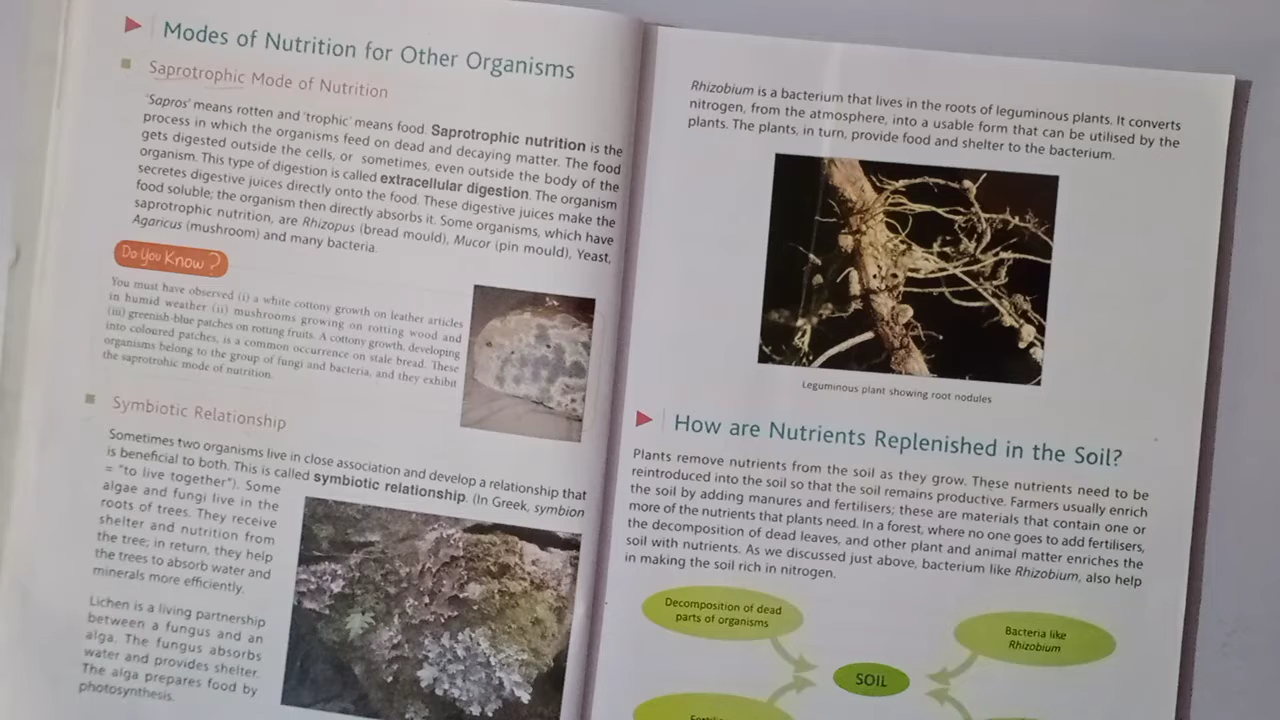 Modes of Nutrition for Other Organisms
Saprotrophic Mode of Nutrition
'Sapros' means rotten and 'trophic' means food. Saprotrophic nutrition is the
process in which the organisms feed on dead and decaying matter. The food
gets digested outside the cells, or sometimes, even outside the body of the
organism. This type of digestion is called extracellular digestion. The organism
secretes digestive juices directly onto the food. These digestive juices make the
food soluble; the organism then directly absorbs it. Some organisms, which have
saprotrophic nutrition, are Rhizopus (bread mould), Mucor (pin mould), Yeast,
Agaricus (mushroom) and many bacteria.
Do You Know ?
You must have observed (i) a white cottony growth on leather articles
in humid weather (ii) mushrooms growing on rotting wood and
(iii) greenish-blue patches on rotting fruits. A cottony growth, developing
into coloured patches, is a common occurrence on stale bread. These
organisms belong to the group of fungi and bacteria, and they exhibit
the saprotrohic mode of nutrition.
Symbiotic Relationship
Sometimes two organisms live in close association and develop a relationship that
is beneficial to both. This is called symbiotic relationship. (In Greek, symbion
= "to live together"). Some
algae and fungi live in the
roots of trees. They receive
shelter and nutrition from
the tree; in return, they help
the trees to absorb water and
minerals more efficiently.
Lichen is a living partnership
between a fungus and an
alga. The fungus absorbs
water and provides shelter.
The alga prepares food by
photosynthesis.
Rhizobium is a bacterium that lives in the roots of leguminous plants. It converts
nitrogen, from the atmosphere, into a usable form that can be utilised by the
plants. The plants, in turn, provide food and shelter to the bacterium.
Leguminous plant showing root nodules
How are Nutrients Replenished in the Soil?
Plants remove nutrients from the soil as they grow. These nutrients need to be
reintroduced into the soil so that the soil remains productive. Farmers usually enrich
the soil by adding manures and fertilisers; these are materials that contain one or
more of the nutrients that plants need. In a forest, where no one goes to add fertilisers,
the decomposition of dead leaves, and other plant and animal matter enriches the
soil with nutrients. As we discussed just above, bacterium like Rhizobium, also help
in making the soil rich in nitrogen.
Decomposition of dead
parts of organisms
Bacteria like
Rhizobium
SOIL